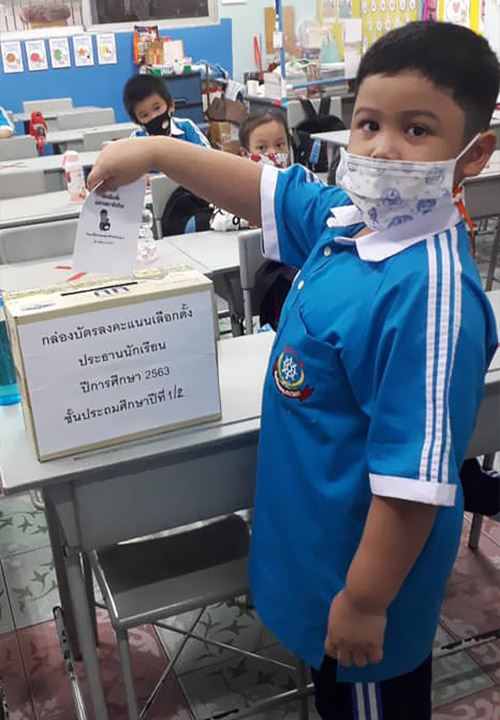 กล่องบัตรลงคะแนนเลือกตั้ง
ประธานนักเรียน
ปีการศึกษา 2563
ชั้นประถมศึกษาปีที่ 1/2